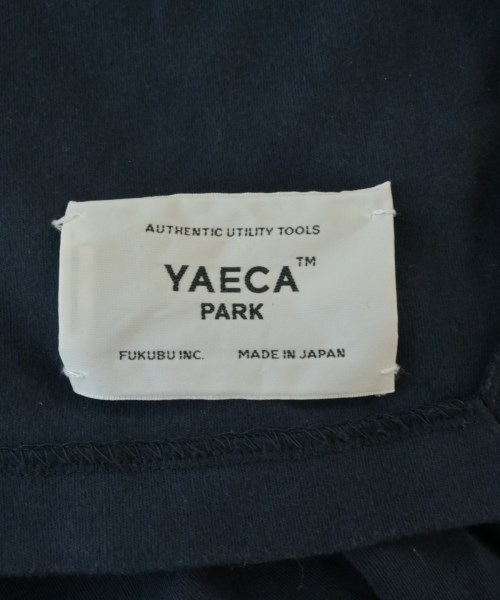 AUTHENTIC UTILITY TOOLS
YAECA™
PARK
FUKUBU INC. MADE IN JAPAN